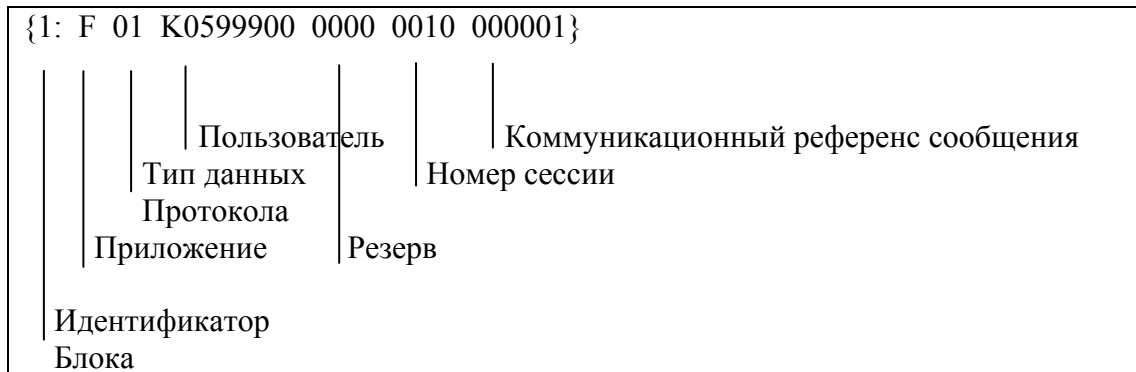 {1: F 01 K0599900 0000 0010 000001}
Пользователь Коммуникационный референс сообщения
Тип данных Номер сессии
Протокола
Приложение Резерв
Идентификатор
Блока